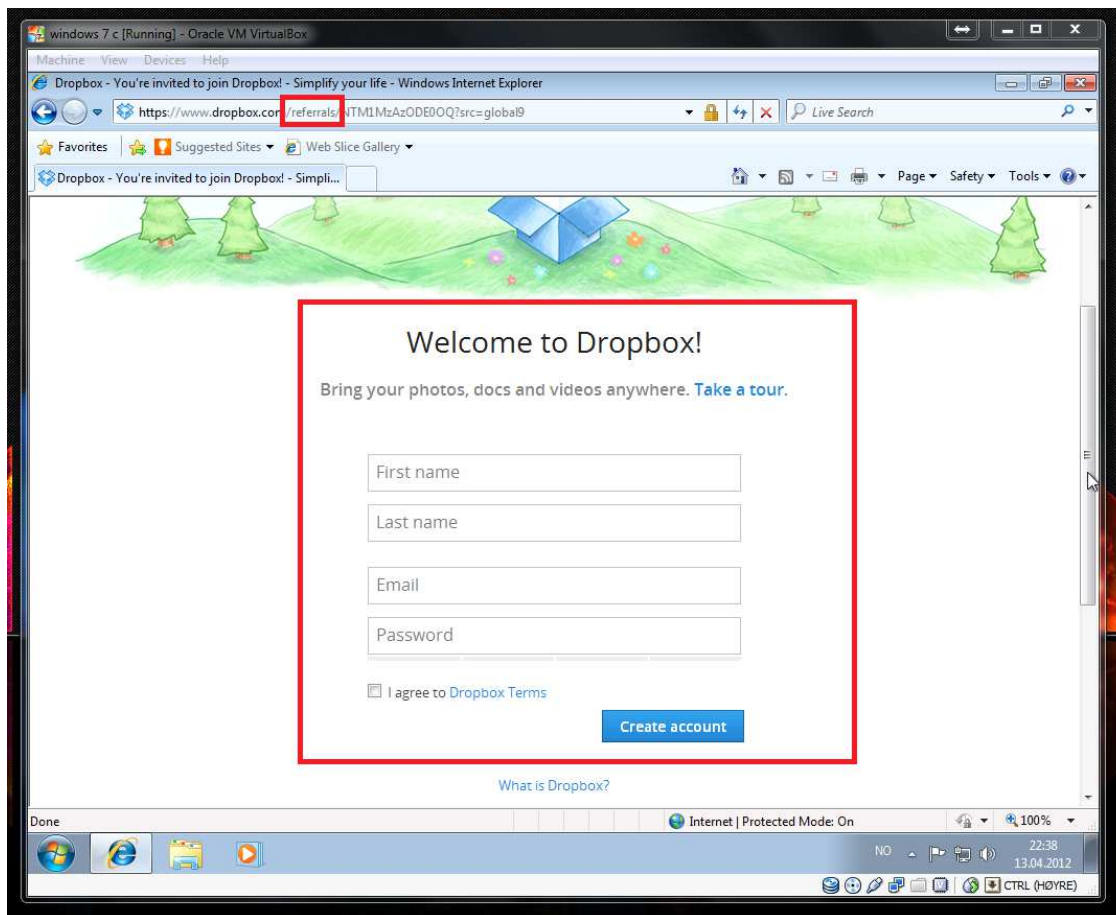 windows 7 c [Running] - Oracle VM VirtualBox
Machine View Devices Help
Dropbox - You're invited to join Dropbox! - Simplify your life - Windows Internet Explorer
https://www.dropbox.com/referrals/NTM1MzAzODE0OQ?src=global9
Live Search
Favorites Suggested Sites Web Slice Gallery
Dropbox - You're invited to join Dropbox! - Simpli...
Page Safety Tools
Welcome to Dropbox!
Bring your photos, docs and videos anywhere. Take a tour.
First name
Last name
Email
Password
I agree to Dropbox Terms
Create account
What is Dropbox?
Done
Internet | Protected Mode: On
100%
NO
22:38
13.04.2012
CTRL (HØYRE)